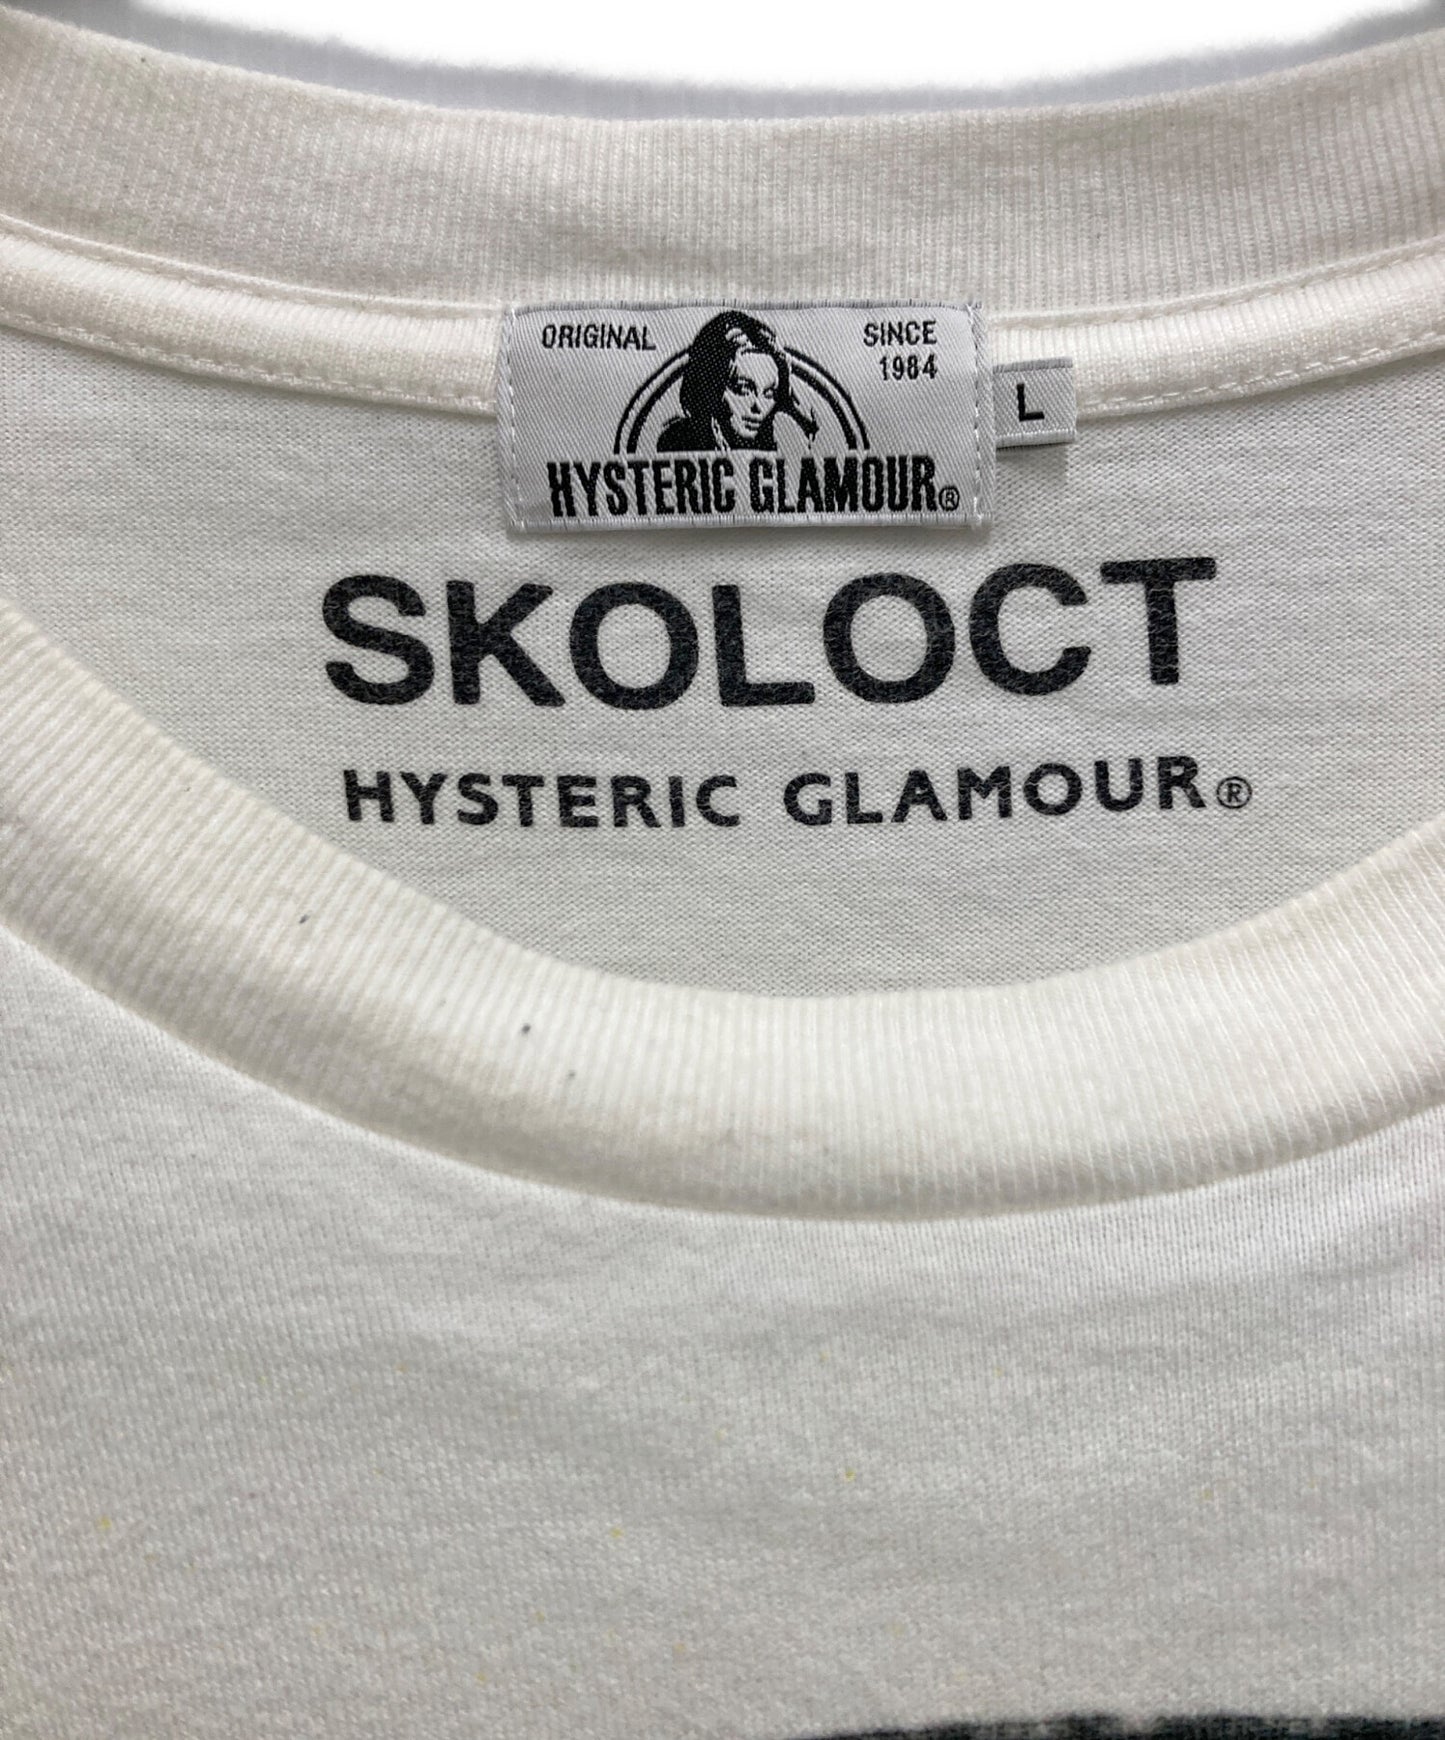 ORIGINAL
SINCE
1984
HYSTERIC GLAMOUR®
L
SKOLOCT
HYSTERIC GLAMOUR®